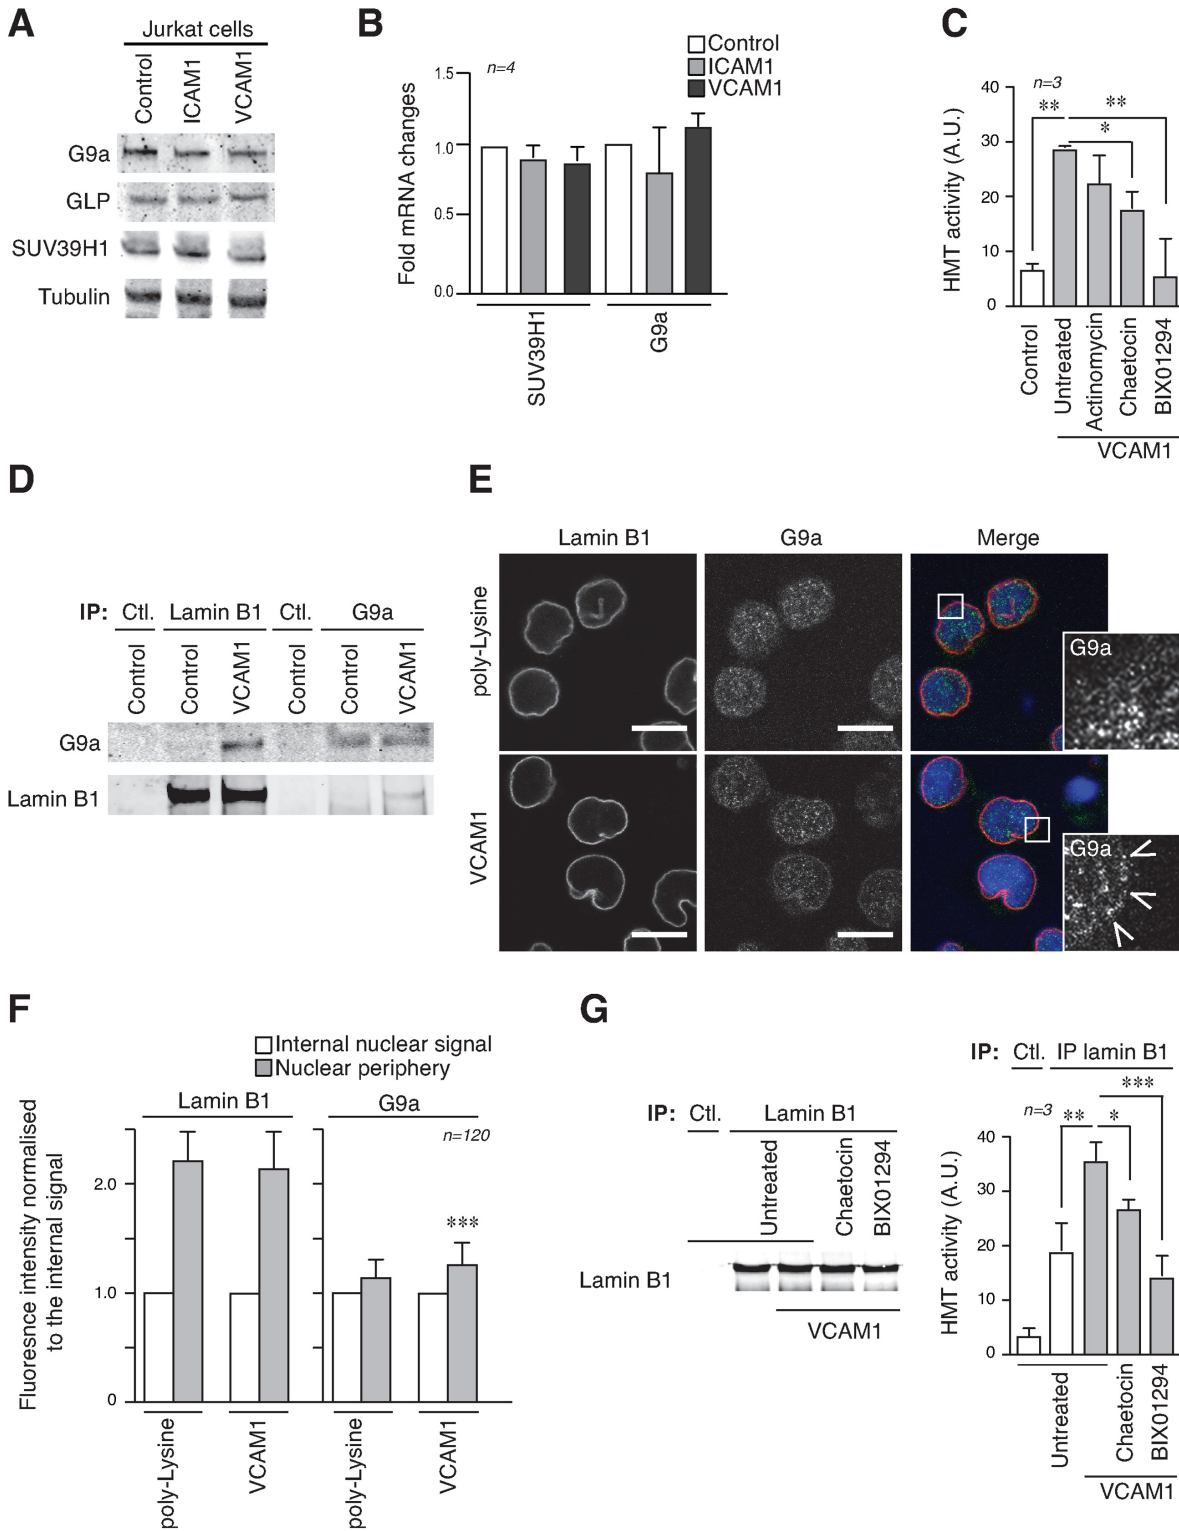 A
Jurkat cells
Control
ICAM1
VCAM1
G9a
GLP
SUV39H1
Tubulin
B
Control
ICAM1
VCAM1
n=4
Fold mRNA changes
1.5
1.0
0.5
0.0
SUV39H1
G9a
C
n=3
** **
*
HMT activity (A.U.)
40
30
20
10
0
Control
Untreated
Actinomycin
Chaetocin
BIX01294
VCAM1
D
IP: Ctl. Lamin B1 Ctl. G9a
Control
Control
VCAM1
Control
Control
VCAM1
G9a
Lamin B1
E
Lamin B1 G9a Merge
poly-Lysine
G9a
VCAM1
G9a
F
Internal nuclear signal
Nuclear periphery
Lamin B1 G9a
n=120
***
Fluoresnce intensity normalised
to the internal signal
2.0
1.0
0
poly-Lysine
VCAM1
poly-Lysine
VCAM1
G
IP: Ctl. Lamin B1
Untreated
Chaetocin
BIX01294
Lamin B1
VCAM1
IP: Ctl. IP lamin B1
***
n=3 ** *
HMT activity (A.U.)
40
30
20
10
0
Untreated
Chaetocin
BIX01294
VCAM1